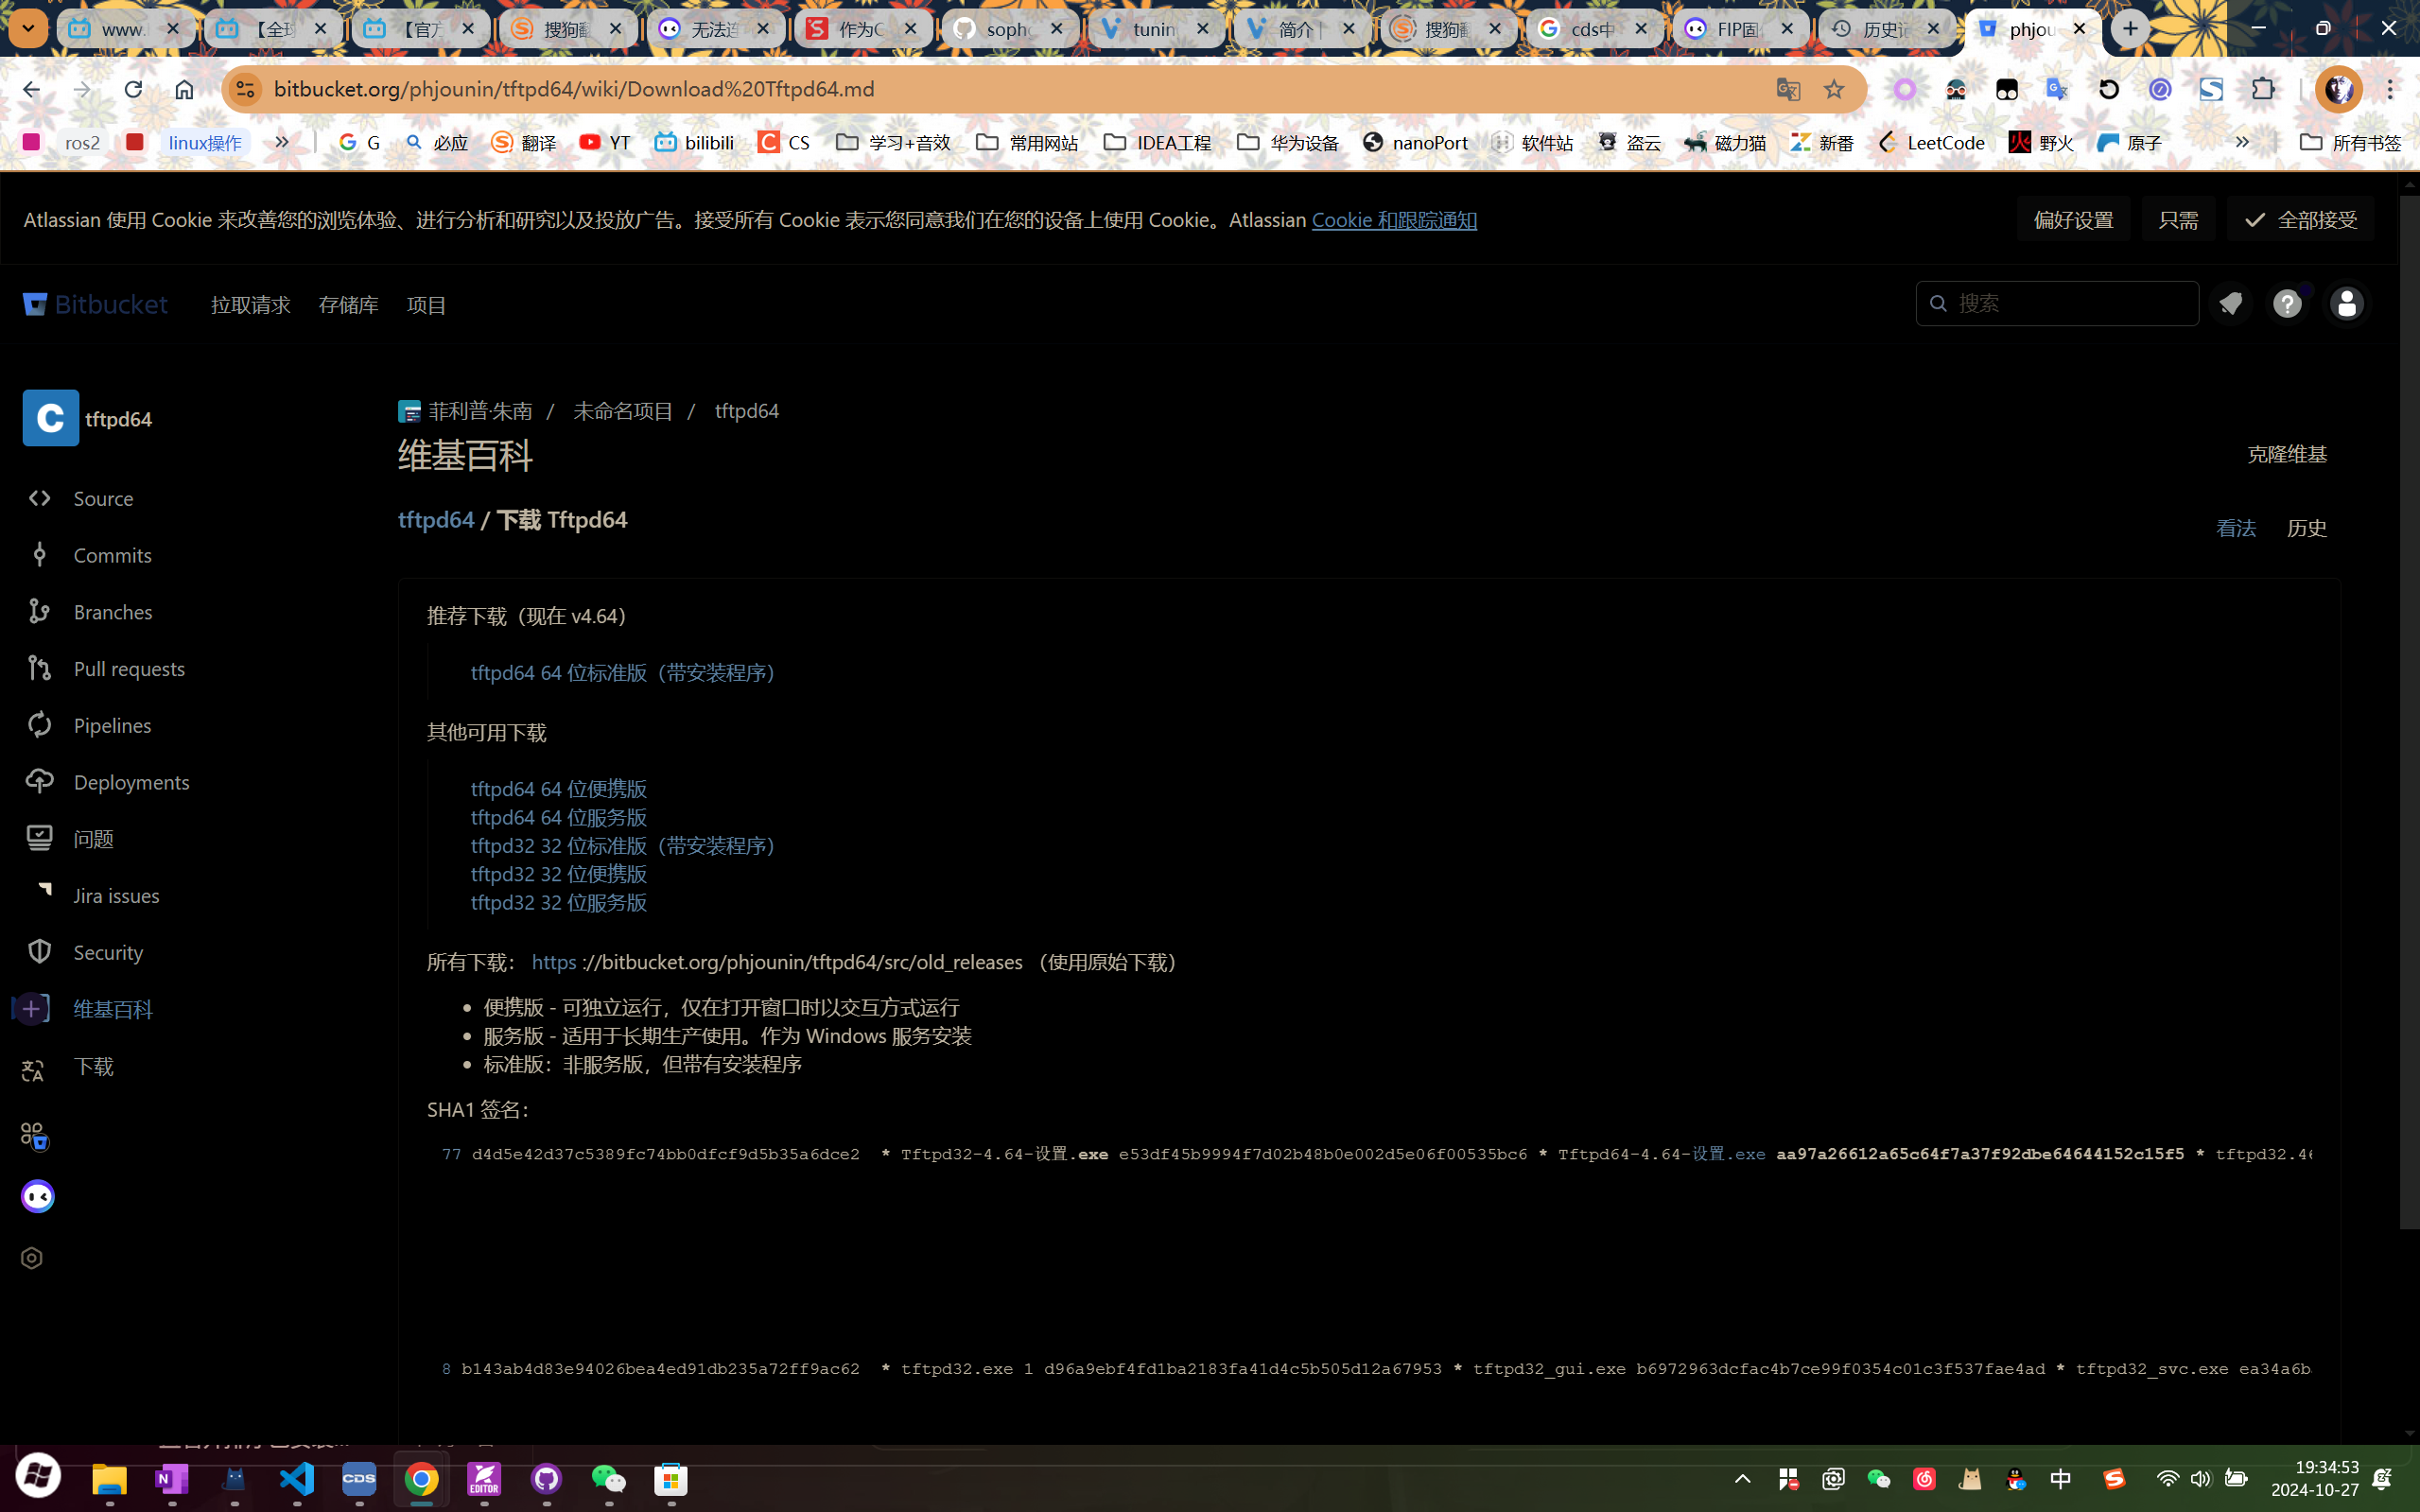 www.
【全球
【官方
搜狗翻
无法连
作为C
sopho
tunin
简介 |
搜狗翻
cds中
FIP固
历史记
phjou
bitbucket.org/phjounin/tftpd64/wiki/Download%20Tftpd64.md
ros2
linux操作
G
必应
翻译
YT
bilibili
CS
学习+音效
常用网站
IDEA工程
华为设备
nanoPort
软件站
盗云
磁力猫
新番
LeetCode
野火
原子
所有书签
Atlassian 使用 Cookie 来改善您的浏览体验、进行分析和研究以及投放广告。接受所有 Cookie 表示您同意我们在您的设备上使用 Cookie。Atlassian Cookie 和跟踪通知
偏好设置
只需
全部接受
Bitbucket
拉取请求
存储库
项目
搜索
tftpd64
Source
Commits
Branches
Pull requests
Pipelines
Deployments
问题
Jira issues
Security
维基百科
下载
菲利普·朱南 / 未命名项目 / tftpd64
维基百科
克隆维基
tftpd64 / 下载 Tftpd64
看法
历史
推荐下载（现在 v4.64）
tftpd64 64 位标准版（带安装程序）
其他可用下载
tftpd64 64 位便携版
tftpd64 64 位服务版
tftpd32 32 位标准版（带安装程序）
tftpd32 32 位便携版
tftpd32 32 位服务版
所有下载： https ://bitbucket.org/phjounin/tftpd64/src/old_releases （使用原始下载）
便携版 - 可独立运行，仅在打开窗口时以交互方式运行
服务版 - 适用于长期生产使用。作为 Windows 服务安装
标准版：非服务版，但带有安装程序
SHA1 签名：
77 d4d5e42d37c5389fc74bb0dfcf9d5b35a6dce2 * Tftpd32-4.64-设置.exe e53df45b9994f7d02b48b0e002d5e06f00535bc6 * Tftpd64-4.64-设置.exe aa97a26612a65c64f7a37f92dbe64644152c15f5 * tftpd32.46
8 b143ab4d83e94026bea4ed91db235a72ff9ac62 * tftpd32.exe 1 d96a9ebf4fd1ba2183fa41d4c5b505d12a67953 * tftpd32_gui.exe b6972963dcfac4b7ce99f0354c01c3f537fae4ad * tftpd32_svc.exe ea34a6b
CDS
EDITOR
中
19:34:53
2024-10-27